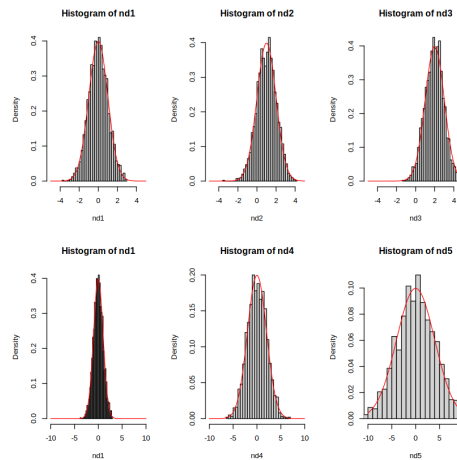 Histogram of nd1
Histogram of nd2
Histogram of nd3
Density
0.0
0.1
0.2
0.3
0.4
-4 -2 0 2 4
nd1
Density
0.0
0.1
0.2
0.3
0.4
-4 -2 0 2 4
nd2
Density
0.0
0.1
0.2
0.3
0.4
-4 -2 0 2 4
nd3
Histogram of nd1
Histogram of nd4
Histogram of nd5
Density
0.0
0.1
0.2
0.3
0.4
-10 -5 0 5 10
nd1
Density
0.00
0.05
0.10
0.15
0.20
-10 -5 0 5 10
nd4
Density
0.00
0.02
0.04
0.06
0.08
0.10
-10 -5 0 5
nd5